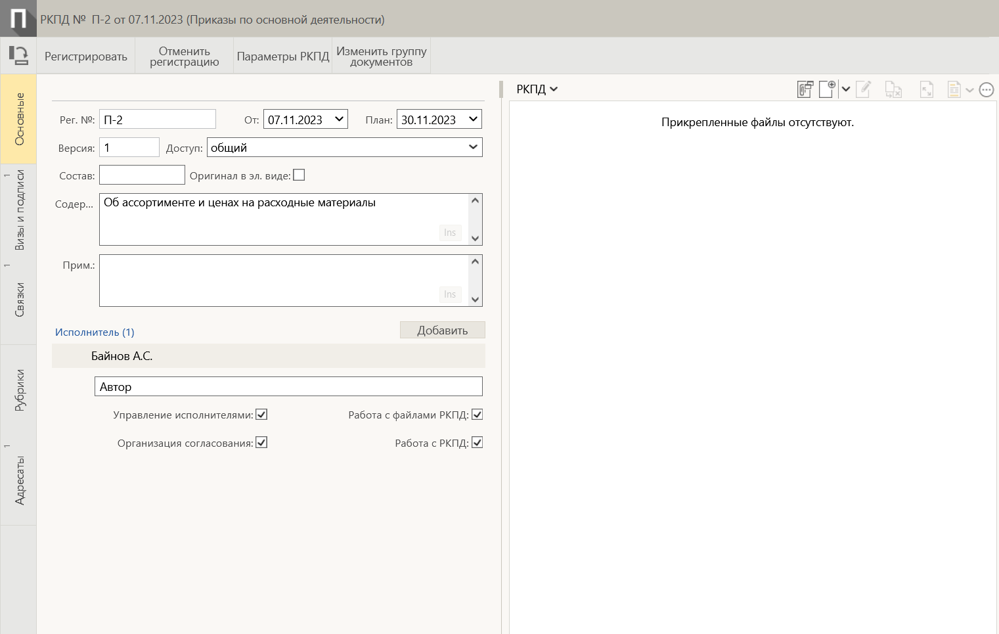 П
РКПД № П-2 от 07.11.2023 (Приказы по основной деятельности)
Регистрировать
Отменить
регистрацию
Параметры РКПД
Изменить группу
документов
Основные
1
Визы и подписи
1
Связки
Рубрики
1
Адресаты
Рег. №: П-2 От: 07.11.2023 План: 30.11.2023
Версия: 1 Доступ: общий
Состав: Оригинал в эл. виде:
Содер... Об ассортименте и ценах на расходные материалы
Ins
Прим.:
Ins
Исполнитель (1) Добавить
Байнов А.С.
Автор
Управление исполнителями: Работа с файлами РКПД:
Организация согласования: Работа с РКПД:
РКПД
Прикрепленные файлы отсутствуют.